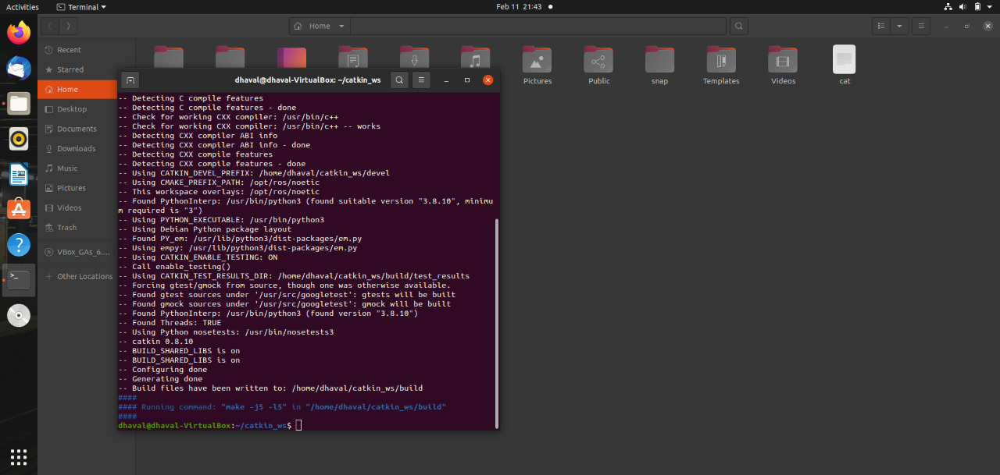 Activities
Terminal
Feb 11 21:43
Home
Recent
Starred
Home
Desktop
Documents
Downloads
Music
Pictures
Videos
Trash
VBox_GAs_6....
Other Locations
Pictures
Public
snap
Templates
Videos
cat
dhaval@dhaval-VirtualBox: ~/catkin_ws
-- Detecting C compile features
-- Detecting C compile features - done
-- Check for working CXX compiler: /usr/bin/c++
-- Check for working CXX compiler: /usr/bin/c++ -- works
-- Detecting CXX compiler ABI info
-- Detecting CXX compiler ABI info - done
-- Detecting CXX compile features
-- Detecting CXX compile features - done
-- Using CATKIN_DEVEL_PREFIX: /home/dhaval/catkin_ws/devel
-- Using CMAKE_PREFIX_PATH: /opt/ros/noetic
-- This workspace overlays: /opt/ros/noetic
-- Found PythonInterp: /usr/bin/python3 (found suitable version "3.8.10", minimu
m required is "3")
-- Using PYTHON_EXECUTABLE: /usr/bin/python3
-- Using Debian Python package layout
-- Found PY_em: /usr/lib/python3/dist-packages/em.py
-- Using empy: /usr/lib/python3/dist-packages/em.py
-- Using CATKIN_ENABLE_TESTING: ON
-- Call enable_testing()
-- Using CATKIN_TEST_RESULTS_DIR: /home/dhaval/catkin_ws/build/test_results
-- Forcing gtest/gmock from source, though one was otherwise available.
-- Found gtest sources under '/usr/src/googletest': gtests will be built
-- Found gmock sources under '/usr/src/googletest': gmock will be built
-- Found PythonInterp: /usr/bin/python3 (found version "3.8.10")
-- Found Threads: TRUE
-- Using Python nosetests: /usr/bin/nosetests3
-- catkin 0.8.10
-- BUILD_SHARED_LIBS is on
-- BUILD_SHARED_LIBS is on
-- Configuring done
-- Generating done
-- Build files have been written to: /home/dhaval/catkin_ws/build
####
#### Running command: "make -j5 -l5" in "/home/dhaval/catkin_ws/build"
####
dhaval@dhaval-VirtualBox:~/catkin_ws$